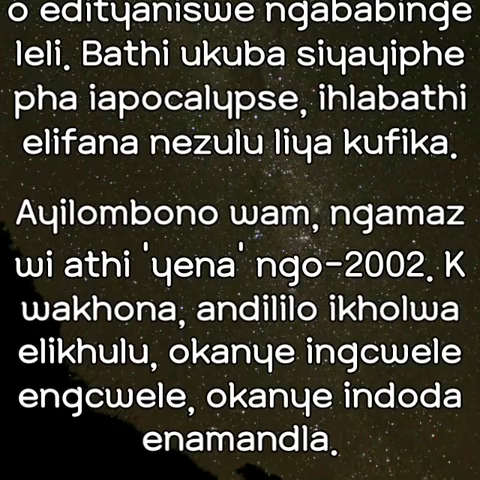 o edityaniswe ngababinge
leli. Bathi ukuba siyayiphe
pha iapocalypse, ihlabathi
elifana nezulu liya kufika.
Ayilombono wam, ngamaz
wi athi 'yena' ngo-2002. K
wakhona, andililo ikholwa
elikhulu, okanye ingcwele
engcwele, okanye indoda
enamandla.